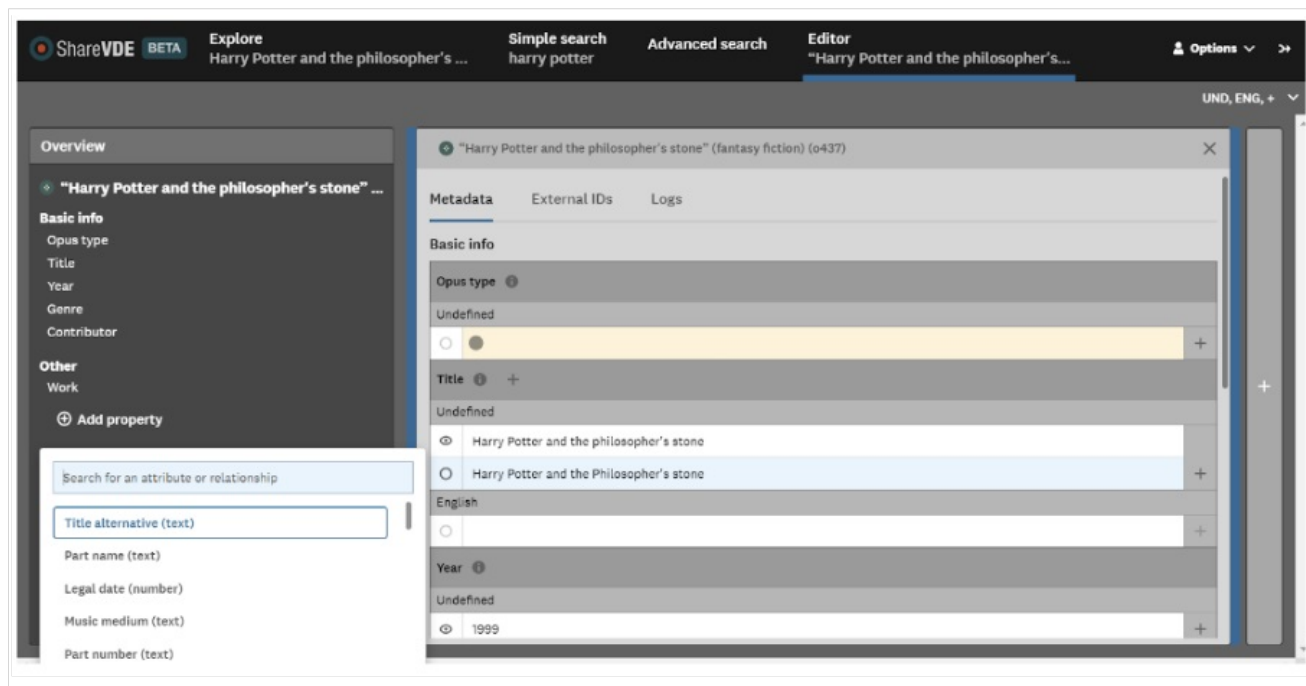 ShareVDE BETA
Explore
Harry Potter and the philosop‌her's ...
Simple search
harry potter
Advanced search
Editor
"Harry Potter and the philosopher's...
Options
UND, ENG, +
Overview
"Harry Potter and the philosopher's stone" ...
Basic info
Opus type
Title
Year
Genre
Contributor
Other
Work
Add property
Search for an attribute or relationship
Title alternative (text)
Part name (text)
Legal date (number)
Music medium (text)
Part number (text)
"Harry Potter and the philosopher's stone" (fantasy fiction) (o437)
Metadata External IDs Logs
Basic info
Opus type
Undefined
+
Title +
Undefined
Harry Potter and the philosopher's stone
Harry Potter and the Philosopher's stone +
English
+
Year
Undefined
1999 +
+